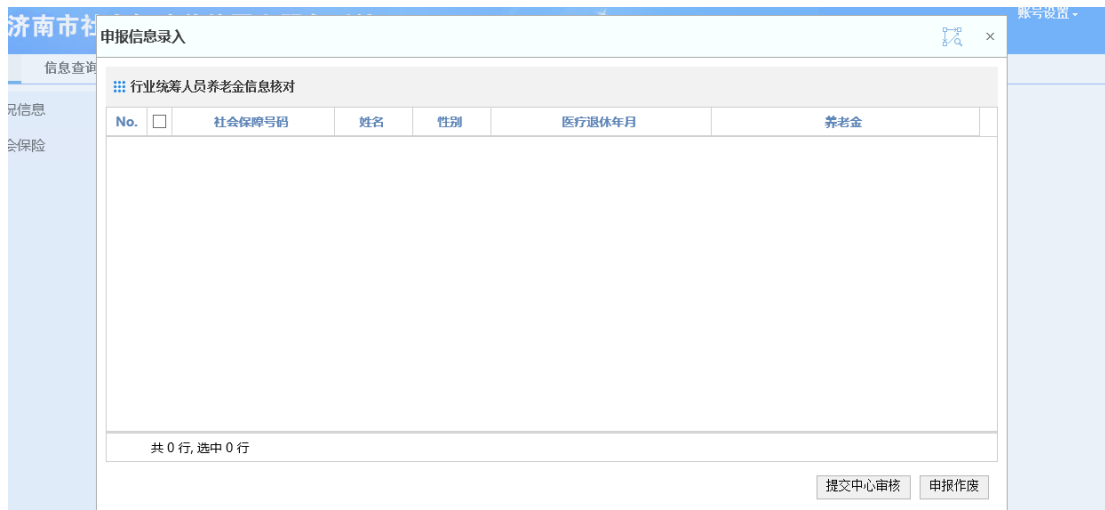 济南市社
账号设置
申报信息录入
信息查询
行业统筹人员养老金信息核对
况信息
No. 社会保障号码 姓名 性别 医疗退休年月 养老金
会保险
共 0 行, 选中 0 行
提交中心审核 申报作废